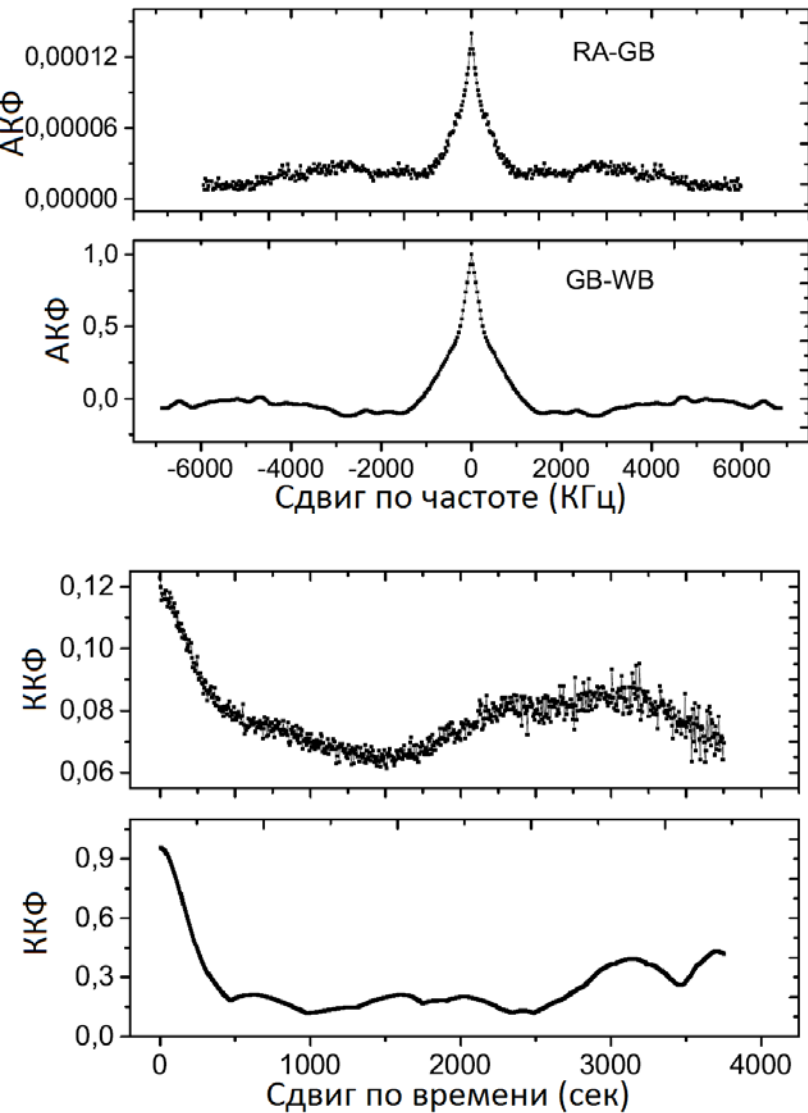 0,00012
0,00006
0,00000
АКФ
RA-GB
1,0
0,5
0,0
АКФ
GB-WB
-6000 -4000 -2000 0 2000 4000 6000
Сдвиг по частоте (КГц)
0,12
0,10
0,08
0,06
ККФ
0,9
0,6
0,3
0,0
ККФ
0 1000 2000 3000 4000
Сдвиг по времени (сек)